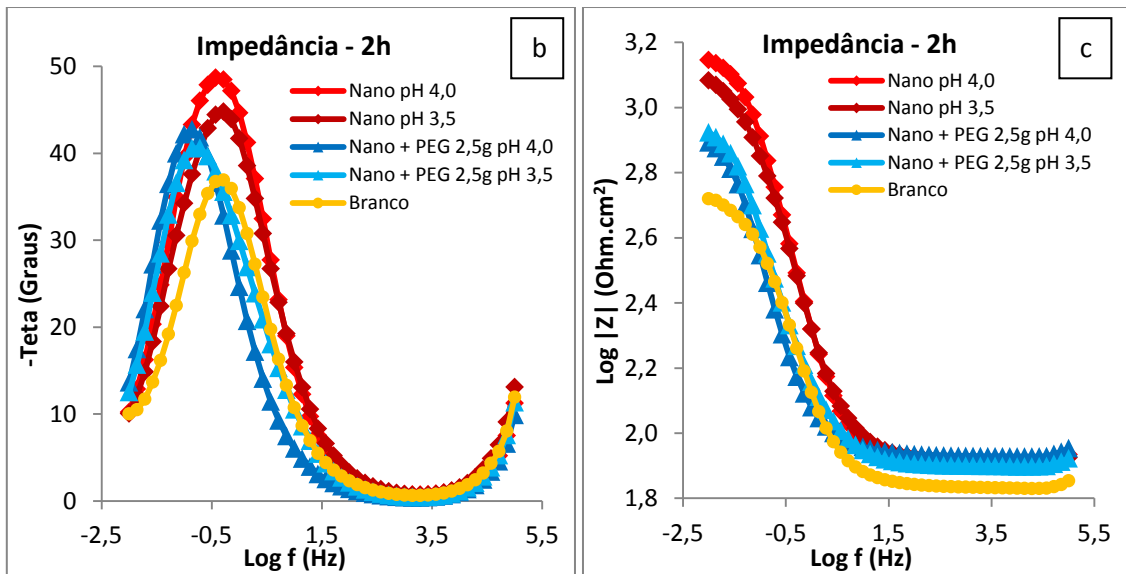 Impedância - 2h
b
50
40
30
20
10
0
-Teta (Graus)
Nano pH 4,0
Nano pH 3,5
Nano + PEG 2,5g pH 4,0
Nano + PEG 2,5g pH 3,5
Branco
-2,5
-0,5
1,5
3,5
5,5
Log f (Hz)
Impedância - 2h
c
3,2
3,0
2,8
2,6
2,4
2,2
2,0
1,8
Log |Z| (Ohm.cm²)
Nano pH 4,0
Nano pH 3,5
Nano + PEG 2,5g pH 4,0
Nano + PEG 2,5g pH 3,5
Branco
-2,5
-0,5
1,5
3,5
5,5
Log f (Hz)